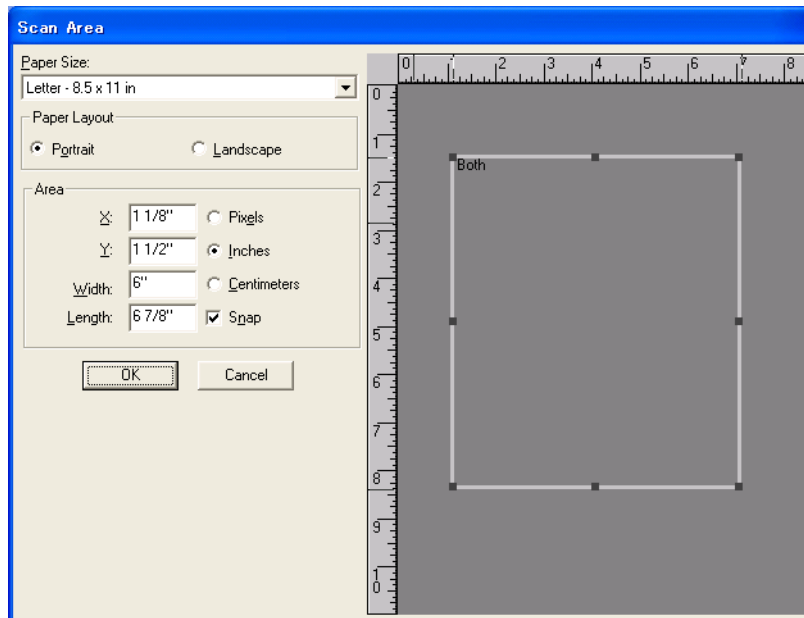 Scan Area
Paper Size:
Letter - 8.5 x 11 in
Paper Layout
Portrait
Landscape
Area
X: 1 1/8" Pixels
Y: 1 1/2" Inches
Width: 6" Centimeters
Length: 6 7/8" Snap
OK
Cancel
0 1 2 3 4 5 6 7 8
0
1
2
3
4
5
6
7
8
9
10
Both